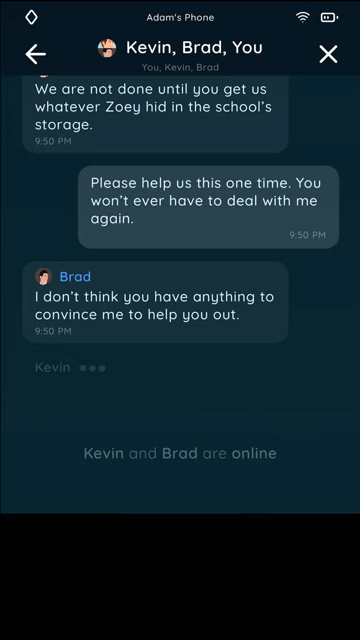 Adam's Phone
Kevin, Brad, You
You, Kevin, Brad
We are not done until you get us
whatever Zoey hid in the school's
storage.
9:50 PM
Please help us this one time. You
won't ever have to deal with me
again.
9:50 PM
Brad
I don't think you have anything to
convince me to help you out.
9:50 PM
Kevin
Kevin and Brad are online